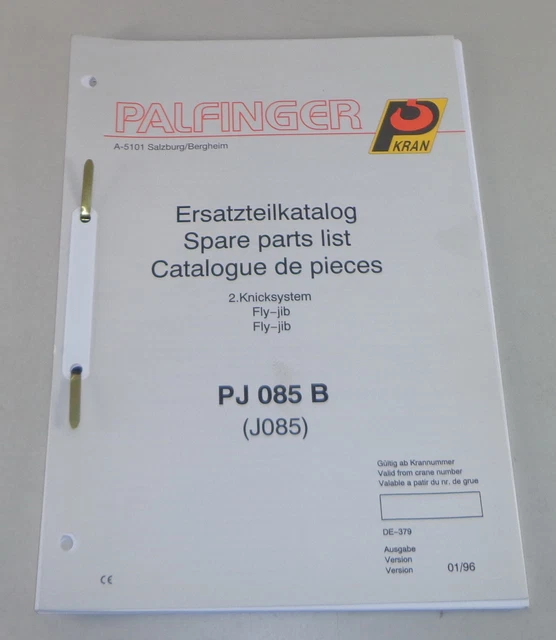 PALFINGER
P
KRAN
A-5101 Salzburg/Bergheim
Ersatzteilkatalog
Spare parts list
Catalogue de pieces
2.Knicksystem
Fly-jib
Fly-jib
PJ 085 B
(J085)
Gültig ab Krannummer
Valid from crane number
Valable a patir du nr. de grue
DE-379
Ausgabe
Version
Version 01/96
CE